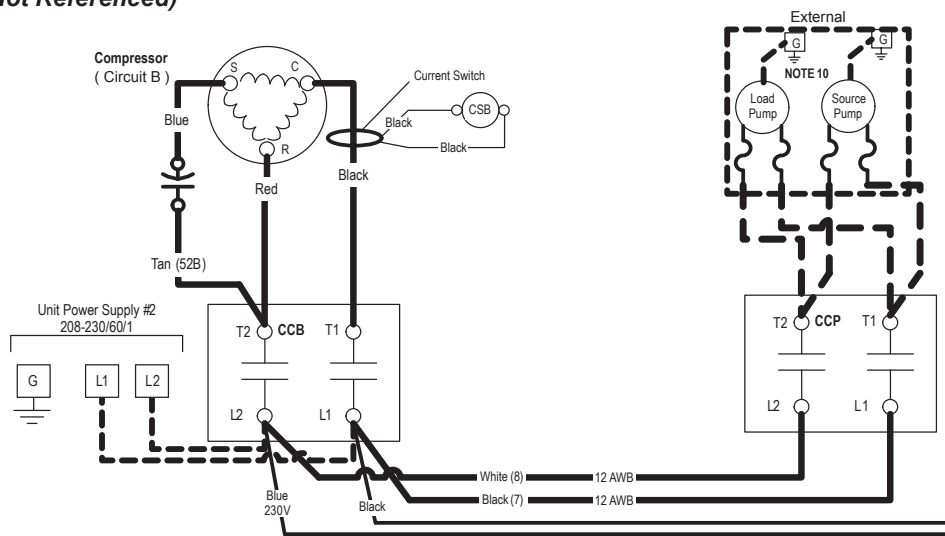 ot Referenced)
External
G
G
Compressor
( Circuit B )
S
C
R
Current Switch
CSB
Black
Black
NOTE 10
Load
Pump
Source
Pump
Blue
Red
Black
Tan (52B)
Unit Power Supply #2
208-230/60/1
G
L1
L2
T2
CCB
T1
L2
L1
T2
CCP
T1
L2
L1
White (8)
12 AWB
Black (7)
12 AWB
Blue
230V
Black